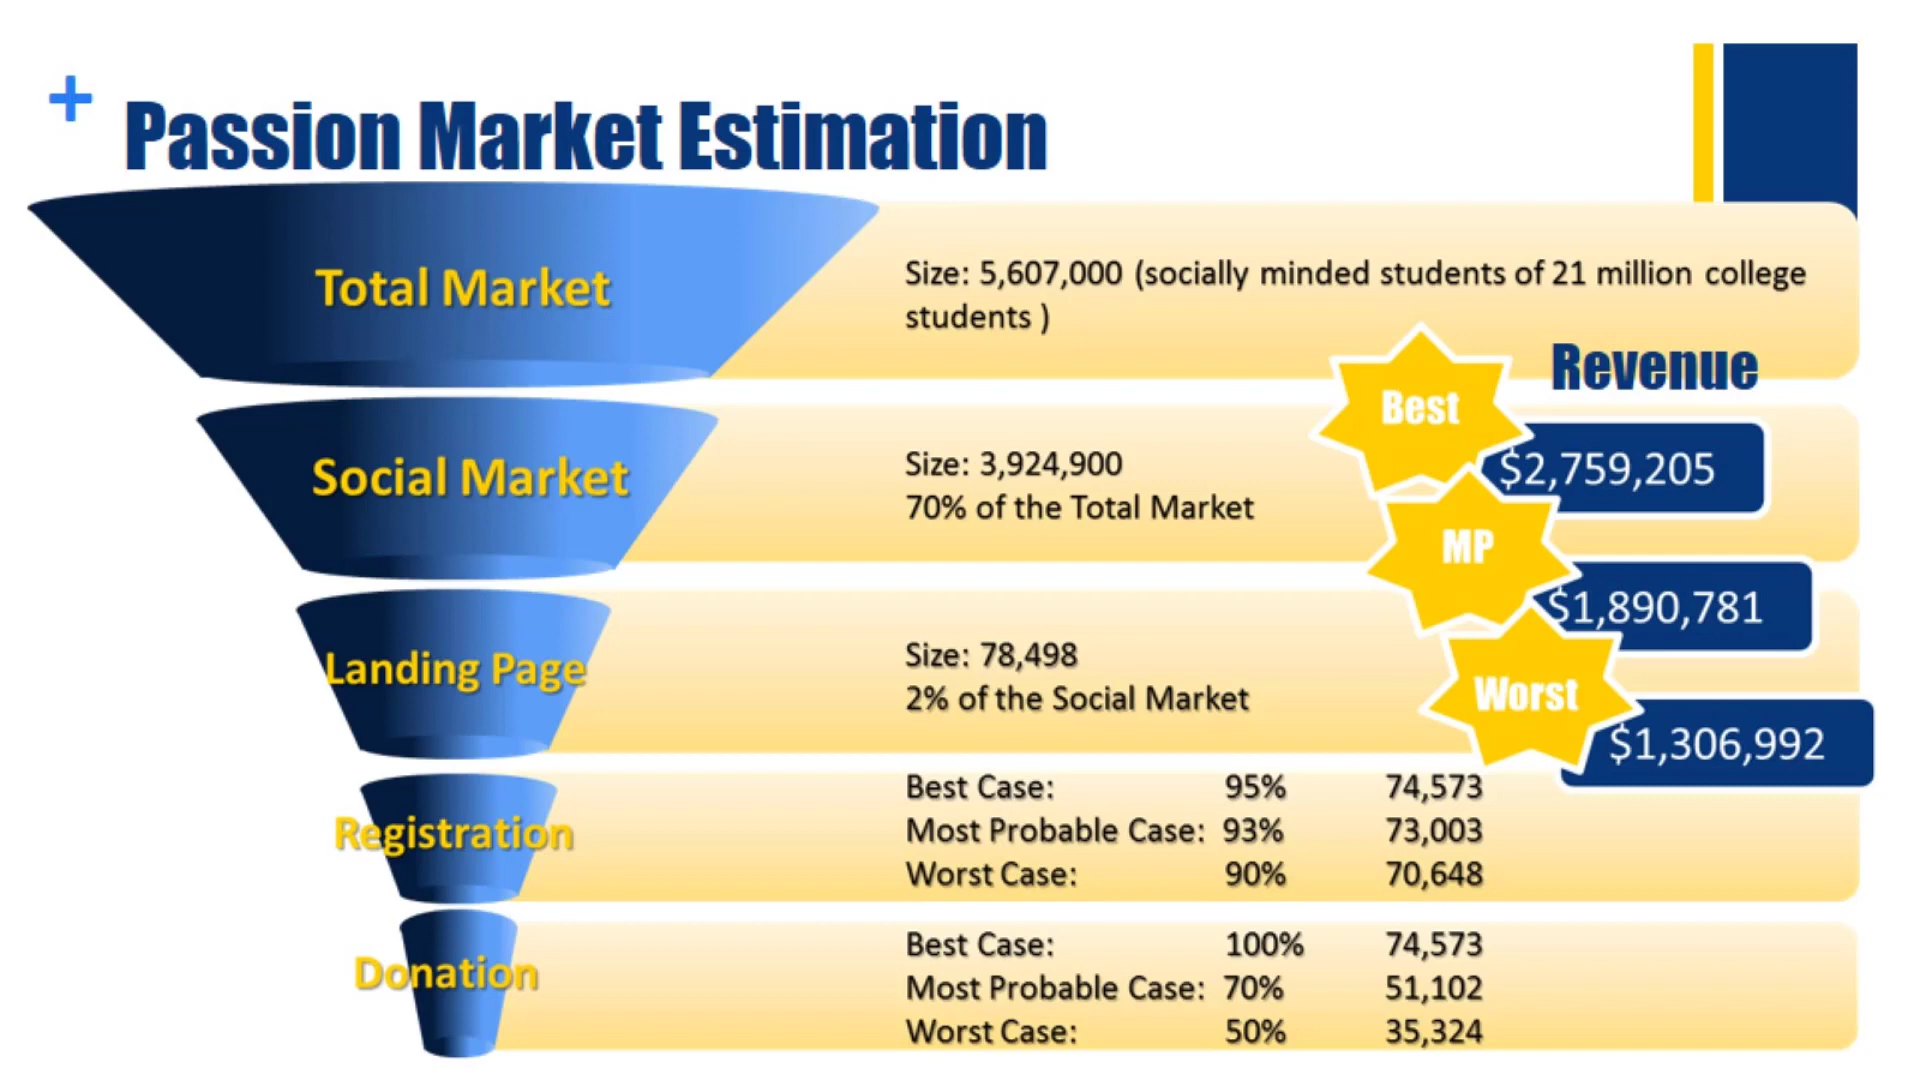 +
Passion Market Estimation
Total Market
Size: 5,607,000 (socially minded students of 21 million college
students )
Revenue
Best
$2,759,205
Social Market
Size: 3,924,900
70% of the Total Market
MP
$1,890,781
Landing Page
Size: 78,498
2% of the Social Market
Worst
$1,306,992
Registration
Best Case: 95% 74,573
Most Probable Case: 93% 73,003
Worst Case: 90% 70,648
Donation
Best Case: 100% 74,573
Most Probable Case: 70% 51,102
Worst Case: 50% 35,324